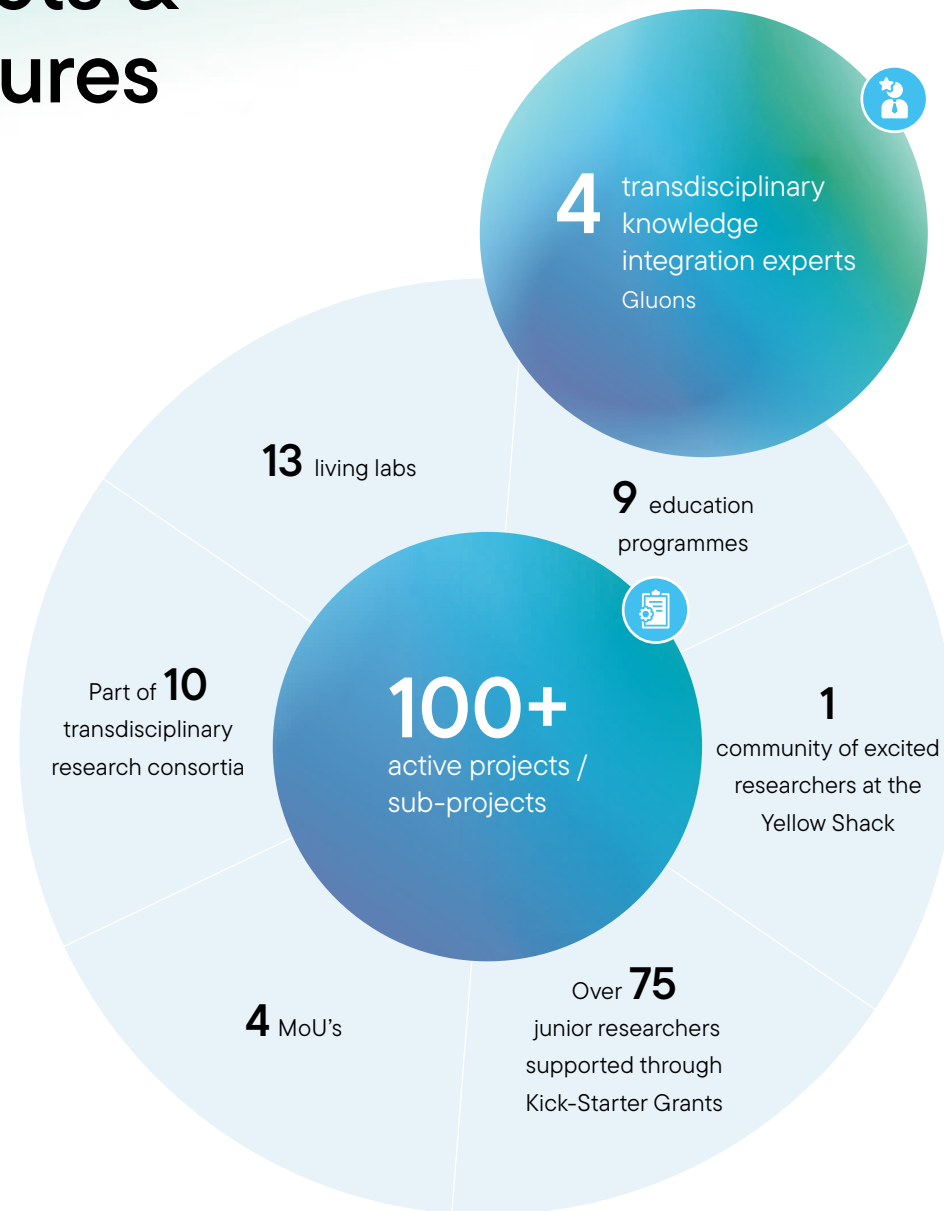 &
ures
4 transdisciplinary
knowledge
integration experts
Gluons
13 living labs
9 education
programmes
Part of 10
transdisciplinary
research consortia
100+
active projects /
sub-projects
1
community of excited
researchers at the
Yellow Shack
4 MoU's
Over 75
junior researchers
supported through
Kick-Starter Grants